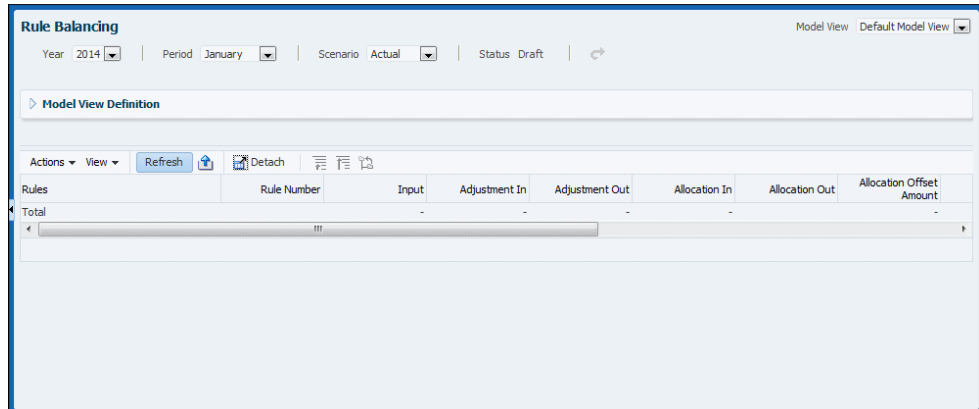 Rule Balancing
Model View Default Model View
Year 2014 Period January Scenario Actual Status Draft
Model View Definition
Actions View Refresh Detach
Rules Rule Number Input Adjustment In Adjustment Out Allocation In Allocation Out Allocation Offset
Amount
Total - - - - -